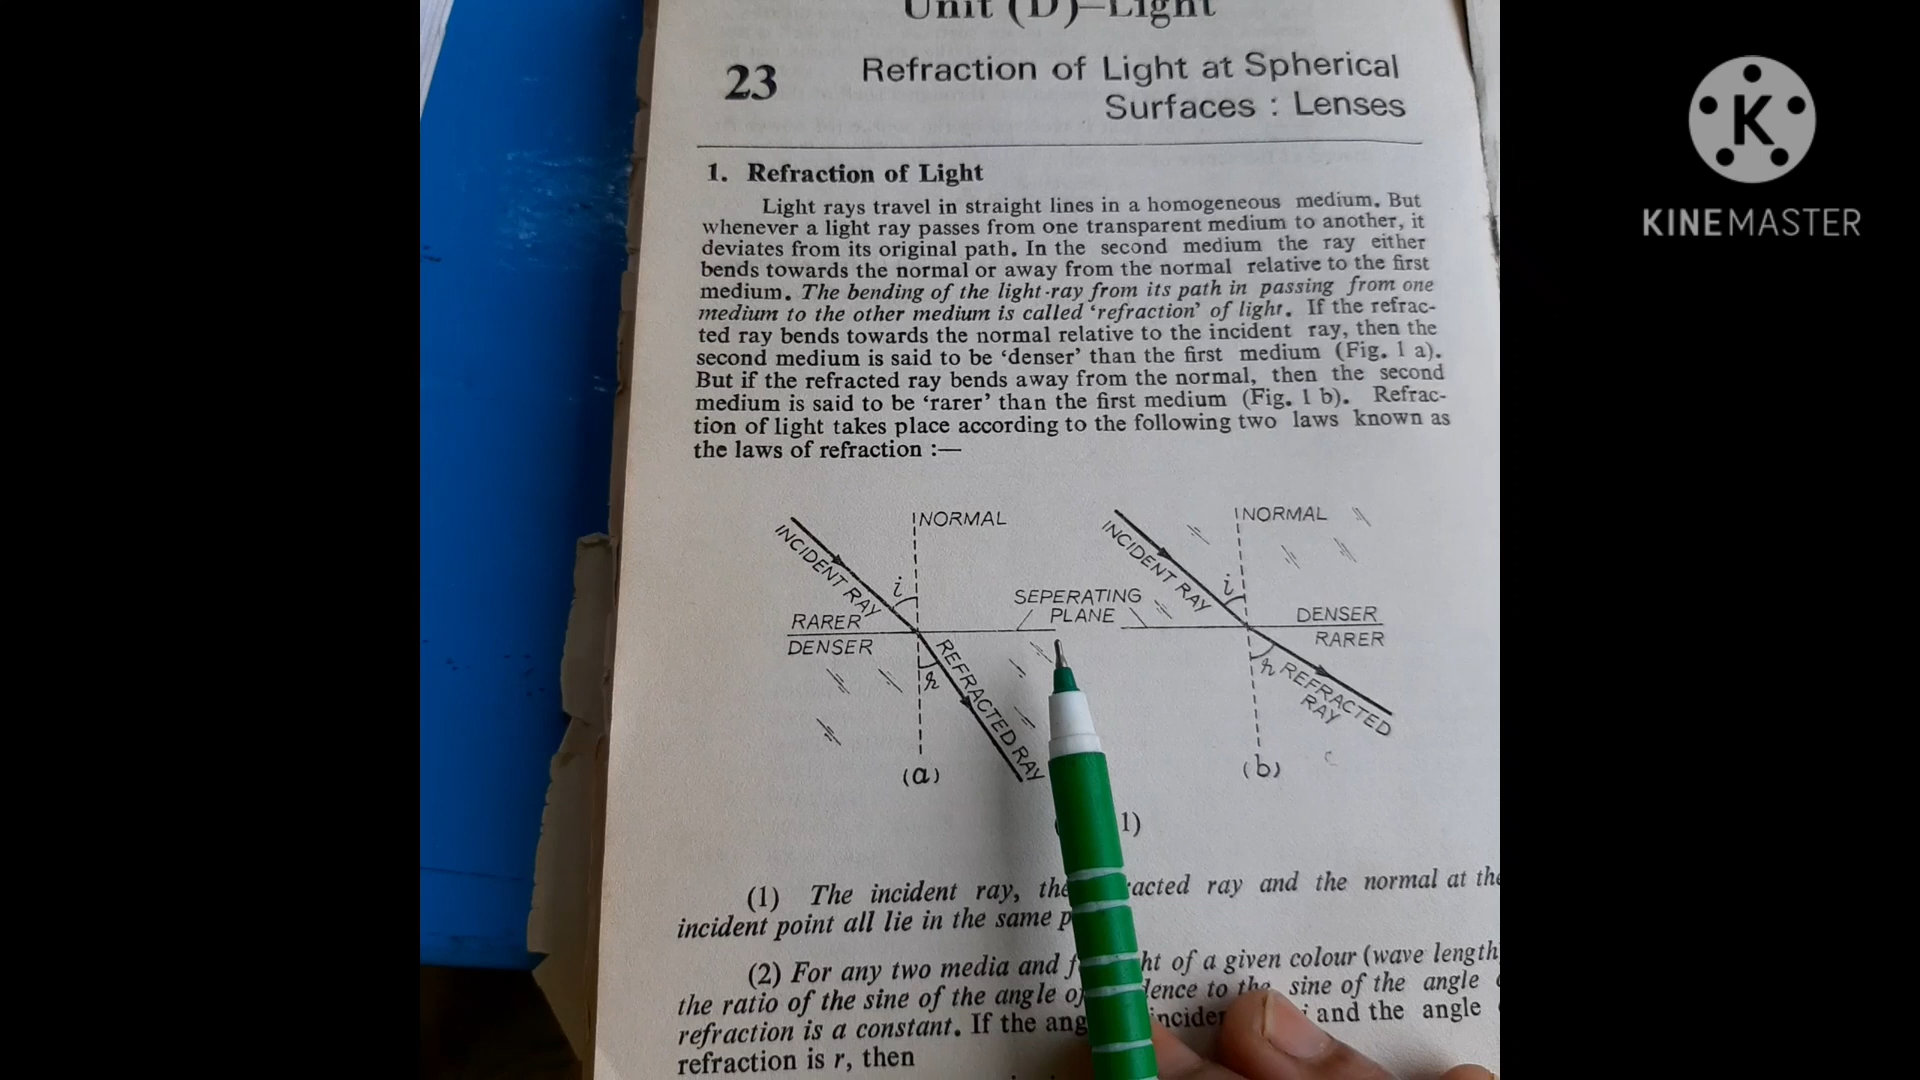 Unit (D)–Light
23
Refraction of Light at Spherical
Surfaces : Lenses
1. Refraction of Light
Light rays travel in straight lines in a homogeneous medium. But
whenever a light ray passes from one transparent medium to another, it
deviates from its original path. In the second medium the ray either
bends towards the normal or away from the normal relative to the first
medium. The bending of the light-ray from its path in passing from one
medium to the other medium is called ‘refraction’ of light. If the refrac-
ted ray bends towards the normal relative to the incident ray, then the
second medium is said to be ‘denser’ than the first medium (Fig. 1 a).
But if the refracted ray bends away from the normal, then the second
medium is said to be ‘rarer’ than the first medium (Fig. 1 b). Refrac-
tion of light takes place according to the following two laws known as
the laws of refraction :—
NORMAL
INCIDENT RAY
i
RARER
DENSER
r
REFRACTED RAY
(a)
SEPERATING
PLANE
NORMAL
INCIDENT RAY
i
DENSER
RARER
r
REFRACTED
RAY
(b)
1)
(1) The incident ray, the acted ray and the normal at the
incident point all lie in the same p
(2) For any two media and f ht of a given colour (wave length
the ratio of the sine of the angle of dence to the sine of the angle
refraction is a constant. If the ang incide i and the angle
refraction is r, then
K
KINEMASTER